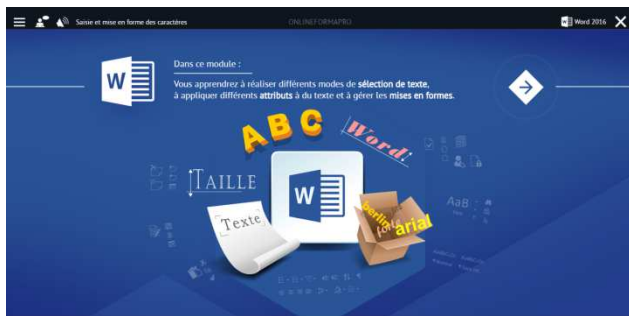 Saisie et mise en forme des caractères
ONLINEFORMAPRO
Word 2016
Dans ce module :
Vous apprendrez à réaliser différents modes de sélection de texte,
à appliquer différents attributs à du texte et à gérer les mises en formes.
W
ABC
Word
TAILLE
W
Texte
berlin
forte
arial
AaB